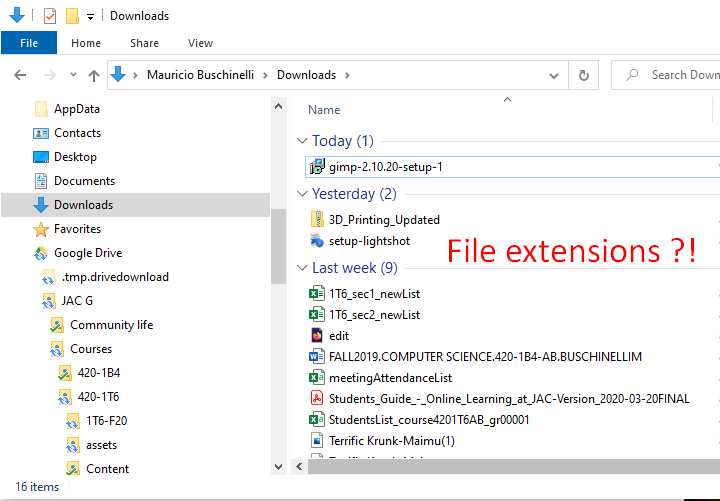 Downloads
File Home Share View
Mauricio Buschinelli Downloads Search Down
Name
AppData
Contacts
Desktop
Documents
Downloads
Favorites
Google Drive
.tmp.drivedownload
JAC G
Community life
Courses
420-1B4
420-1T6
1T6-F20
assets
Content
Today (1)
gimp-2.10.20-setup-1
Yesterday (2)
3D_Printing_Updated
setup-lightshot
File extensions ?!
Last week (9)
1T6_sec1_newList
1T6_sec2_newList
edit
FALL2019.COMPUTER SCIENCE.420-1B4-AB.BUSCHINELLIM
meetingAttendanceList
Students_Guide_-_Online_Learning_at_JAC-Version_2020-03-20FINAL
StudentsList_course4201T6AB_gr00001
Terrific Krunk-Maimu(1)
16 items